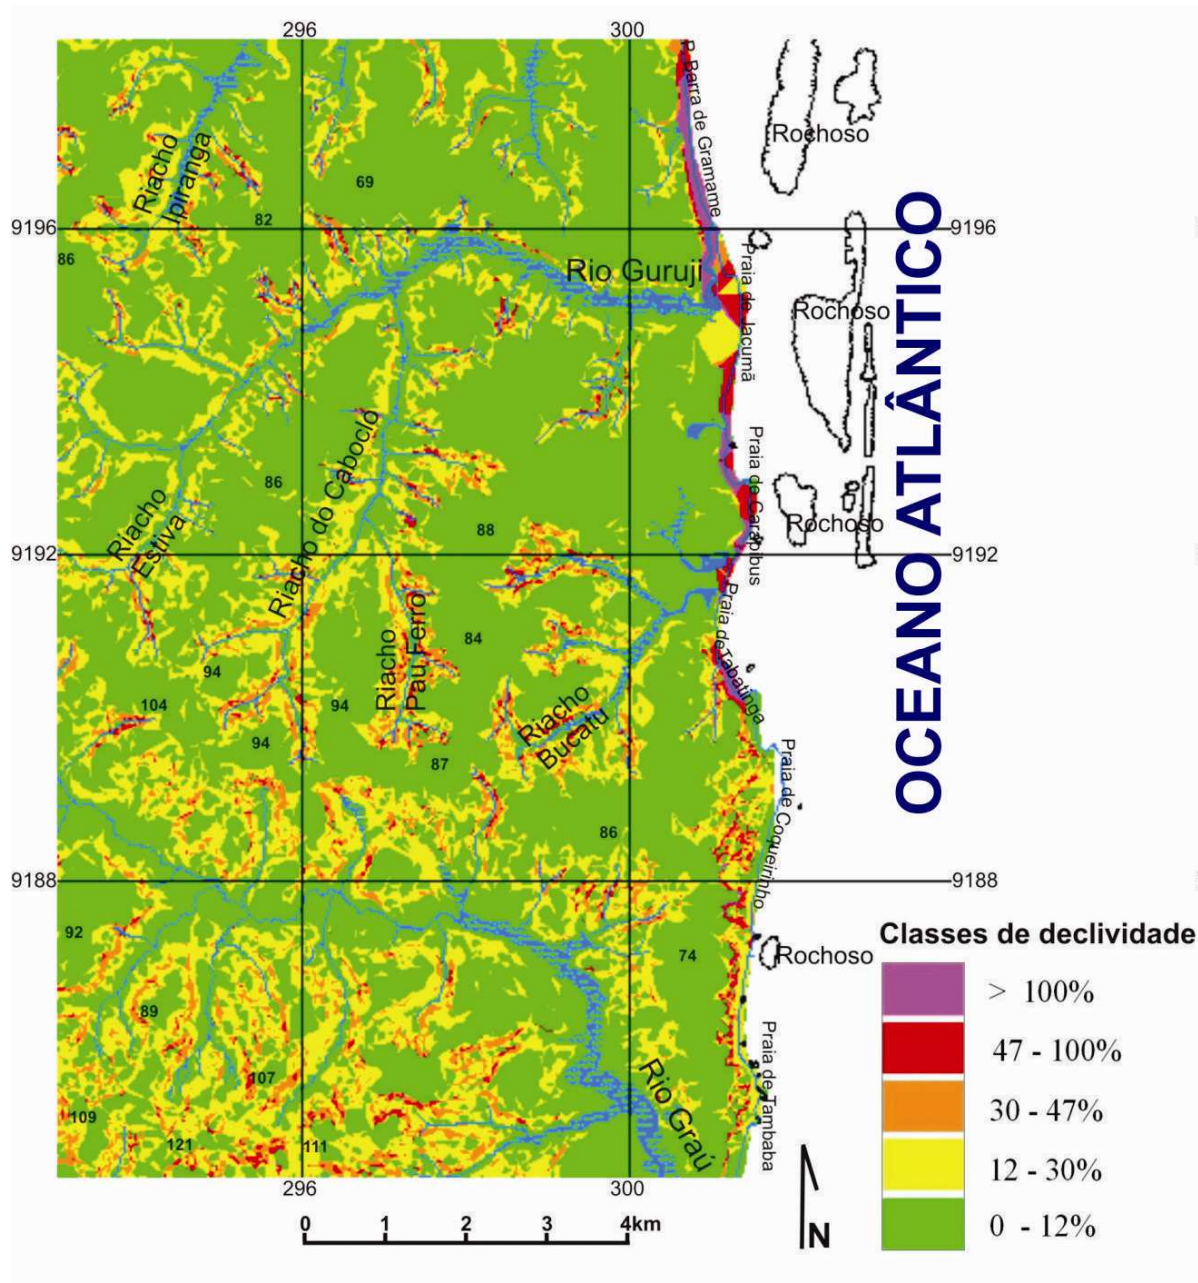 296 300
P. Barra de Gramame
Rochoso
Riacho
Ipiranga
69
82
9196 9196
86
Rio Guruji
Praia de Jacumã
Rochoso
OCEANO ATLÂNTICO
Riacho do Caboclo
Praia de Carapibus
86
Riacho
Estiva
88
Rochoso
9192 9192
Praia de Tabatinga
Riacho
Pau Ferro
84
94
104
94
Riacho
Bucatu
94
87
Praia de Coqueirinho
86
9188 9188
92
74
Rochoso
Classes de declividade
> 100%
89
47 - 100%
Praia de Tambaba
Rio Graú
107
30 - 47%
109
121
111
12 - 30%
296 300
0 1 2 3 4km
N
0 - 12%